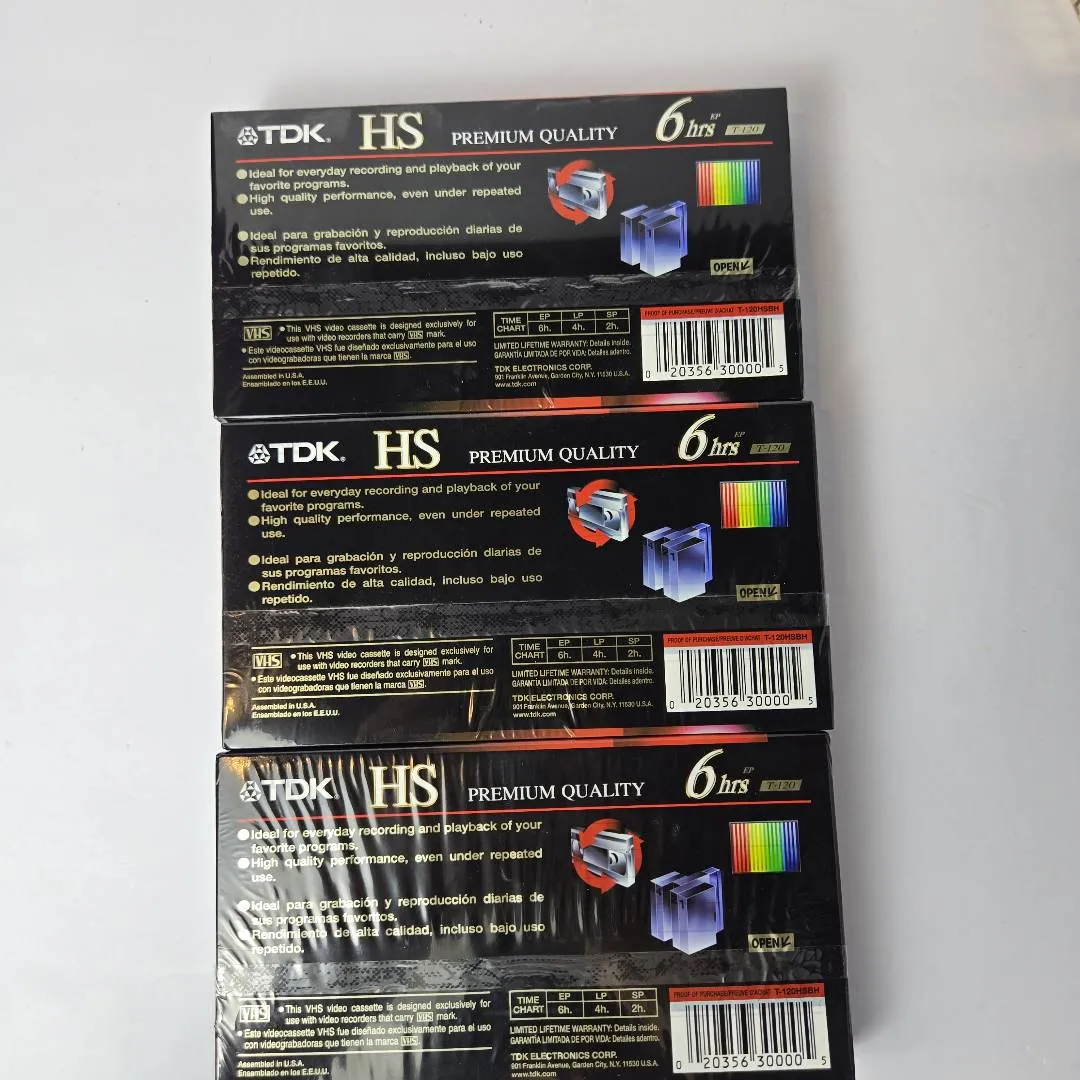 TDK. HS PREMIUM QUALITY 6 hrs EP T-120
Ideal for everyday recording and playback of your
favorite programs.
High quality performance, even under repeated
use.
Ideal para grabación y reproducción diarias de
sus programas favoritos.
Rendimiento de alta calidad, incluso bajo uso
repetido.
OPEN
VHS • This VHS video cassette is designed exclusively for
use with video recorders that carry VHS mark.
• Este videocassette VHS fue diseñado exclusivamente para el uso
con videograbadoras que tienen la marca VHS.
Assembled in U.S.A.
Ensamblado en los E.E.U.U.
TIME CHART EP LP SP
6h. 4h. 2h.
LIMITED LIFETIME WARRANTY: Details inside.
GARANTÍA LIMITADA DE POR VIDA: Detalles adentro.
TDK ELECTRONICS CORP.
901 Franklin Avenue, Garden City, N.Y. 11530 U.S.A.
www.tdk.com
PROOF OF PURCHASE/PREUVE D'ACHAT T-120HSBH
0 20356 30000 5
TDK. HS PREMIUM QUALITY 6 hrs EP T-120
Ideal for everyday recording and playback of your
favorite programs.
High quality performance, even under repeated
use.
Ideal para grabación y reproducción diarias de
sus programas favoritos.
Rendimiento de alta calidad, incluso bajo uso
repetido.
OPEN
VHS • This VHS video cassette is designed exclusively for
use with video recorders that carry VHS mark.
• Este videocassette VHS fue diseñado exclusivamente para el uso
con videograbadoras que tienen la marca VHS.
Assembled in U.S.A.
Ensamblado en los E.E.U.U.
TIME CHART EP LP SP
6h. 4h. 2h.
LIMITED LIFETIME WARRANTY: Details inside.
GARANTÍA LIMITADA DE POR VIDA: Detalles adentro.
TDK ELECTRONICS CORP.
901 Franklin Avenue, Garden City, N.Y. 11530 U.S.A.
www.tdk.com
PROOF OF PURCHASE/PREUVE D'ACHAT T-120HSBH
0 20356 30000 5
TDK. HS PREMIUM QUALITY 6 hrs EP T-120
Ideal for everyday recording and playback of your
favorite programs.
High quality performance, even under repeated
use.
Ideal para grabación y reproducción diarias de
sus programas favoritos.
Rendimiento de alta calidad, incluso bajo uso
repetido.
OPEN
VHS • This VHS video cassette is designed exclusively for
use with video recorders that carry VHS mark.
• Este videocassette VHS fue diseñado exclusivamente para el uso
con videograbadoras que tienen la marca VHS.
Assembled in U.S.A.
Ensamblado en los E.E.U.U.
TIME CHART EP LP SP
6h. 4h. 2h.
LIMITED LIFETIME WARRANTY: Details inside.
GARANTÍA LIMITADA DE POR VIDA: Detalles adentro.
TDK ELECTRONICS CORP.
901 Franklin Avenue, Garden City, N.Y. 11530 U.S.A.
www.tdk.com
PROOF OF PURCHASE/PREUVE D'ACHAT T-120HSBH
0 20356 30000 5